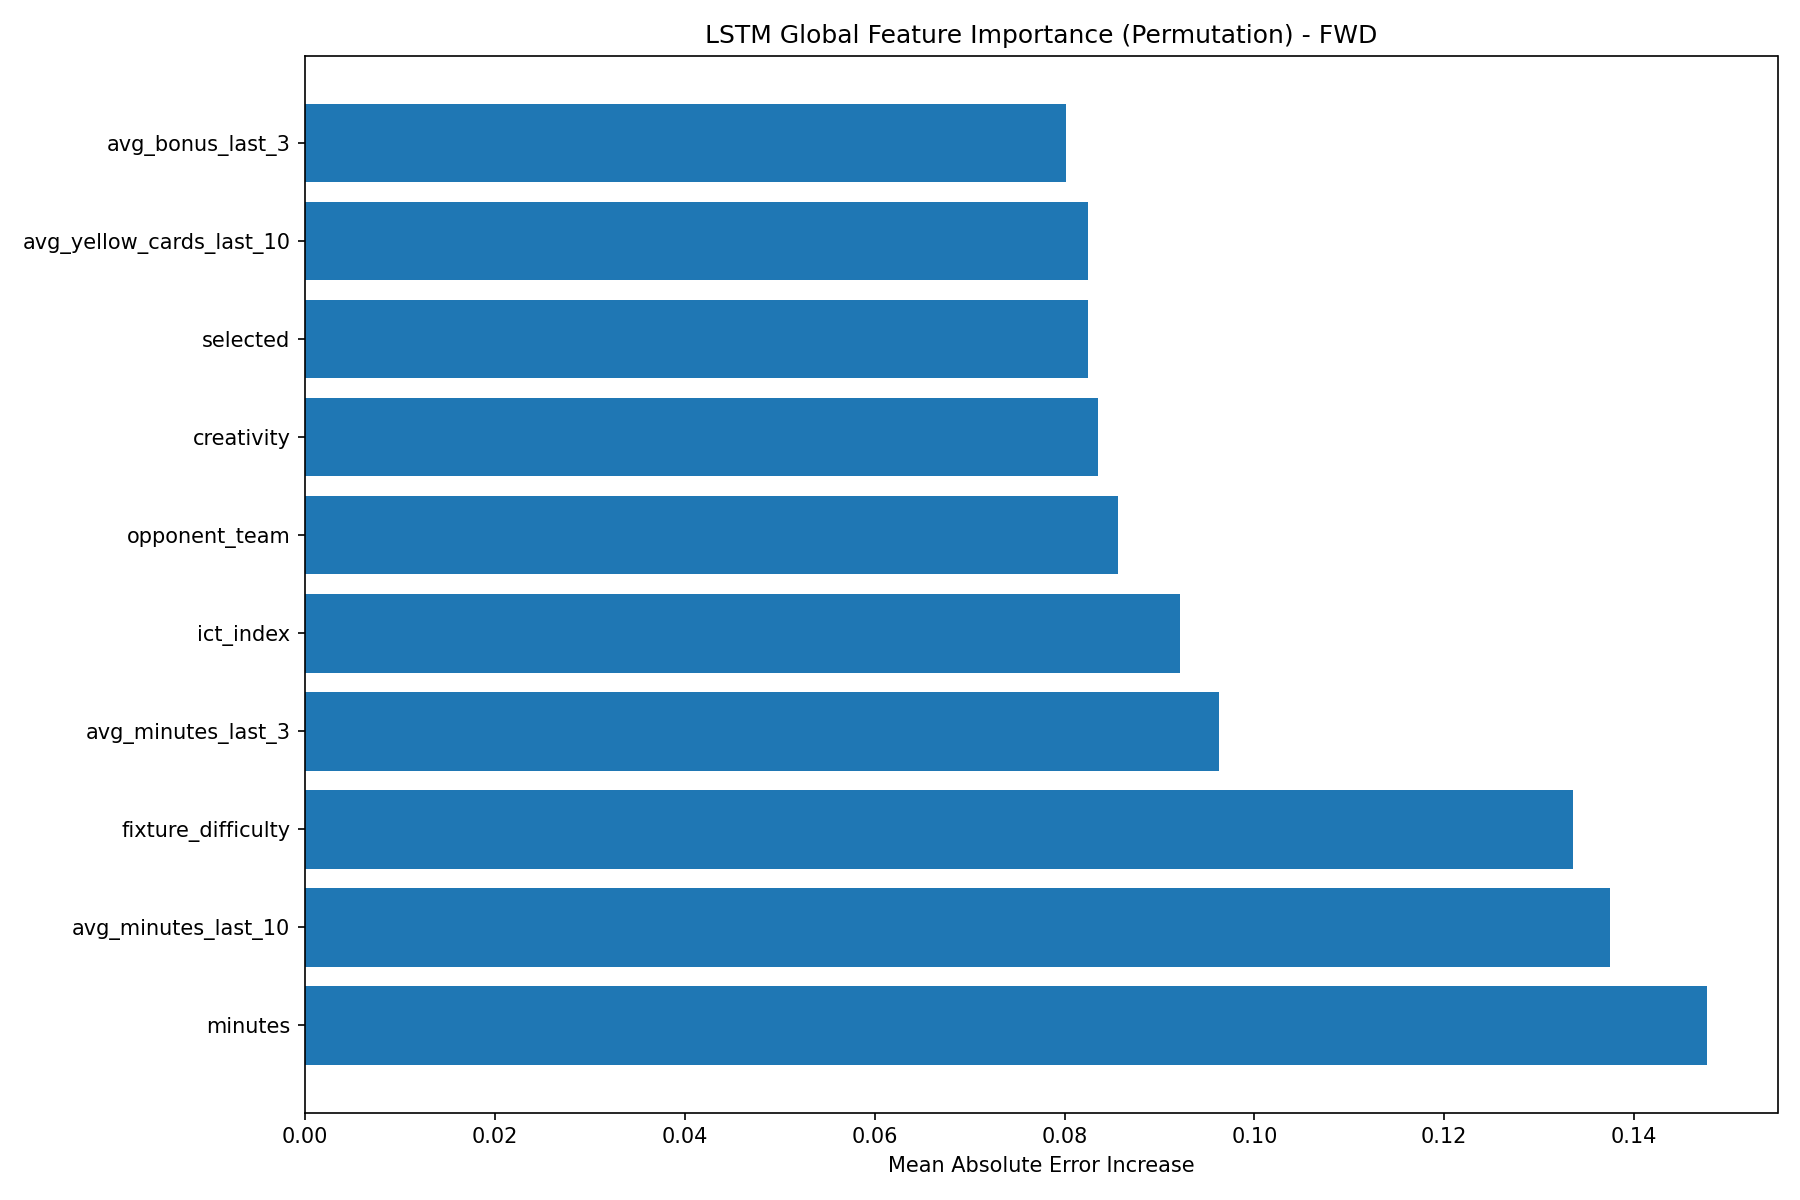 LSTM Global Feature Importance (Permutation) - FWD
avg_bonus_last_3
avg_yellow_cards_last_10
selected
creativity
opponent_team
ict_index
avg_minutes_last_3
fixture_difficulty
avg_minutes_last_10
minutes
0.00 0.02 0.04 0.06 0.08 0.10 0.12 0.14
Mean Absolute Error Increase